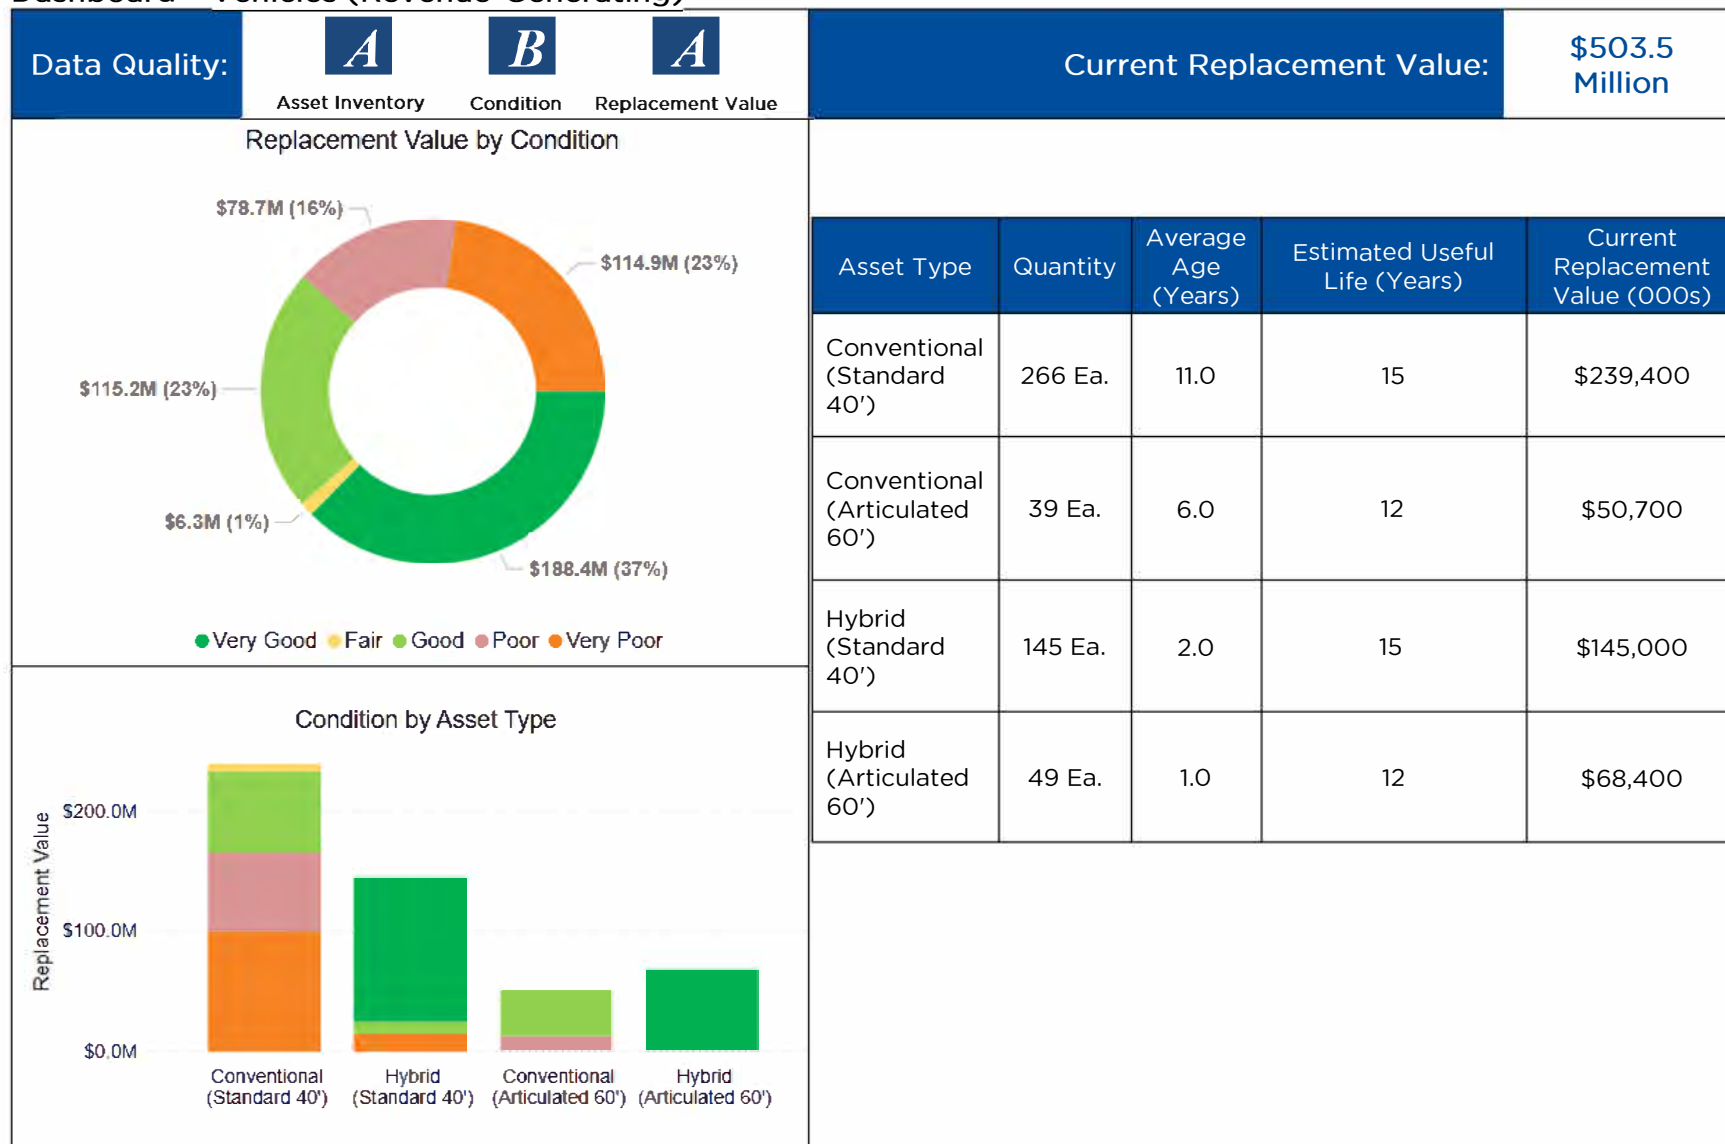 Dashboard – Vehicles (Revenue-Generating)
Data Quality:
A
B
A
Asset Inventory
Condition
Replacement Value
Current Replacement Value:
$503.5
Million
Replacement Value by Condition
$78.7M (16%)
$114.9M (23%)
$115.2M (23%)
$6.3M (1%)
$188.4M (37%)
Very Good Fair Good Poor Very Poor
Condition by Asset Type
Replacement Value
$200.0M
$100.0M
$0.0M
Conventional
(Standard 40')
Hybrid
(Standard 40')
Conventional
(Articulated 60')
Hybrid
(Articulated 60')
Asset Type
Quantity
Average
Age
(Years)
Estimated Useful
Life (Years)
Current
Replacement
Value (000s)
Conventional
(Standard
40')
266 Ea.
11.0
15
$239,400
Conventional
(Articulated
60')
39 Ea.
6.0
12
$50,700
Hybrid
(Standard
40')
145 Ea.
2.0
15
$145,000
Hybrid
(Articulated
60')
49 Ea.
1.0
12
$68,400